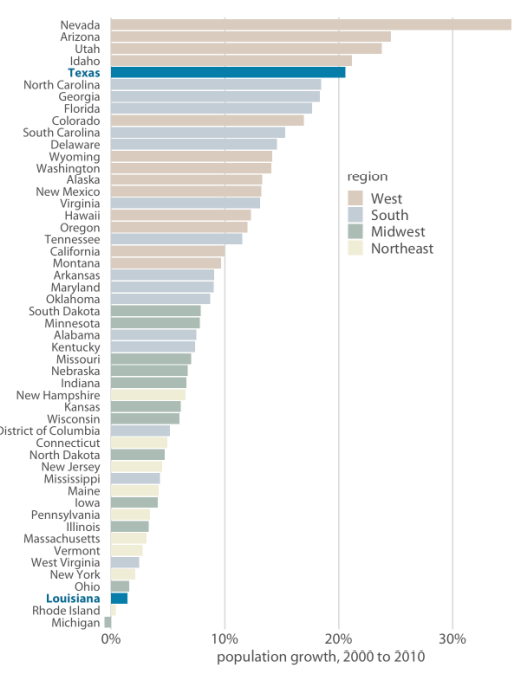 Nevada
Arizona
Utah
Idaho
Texas
North Carolina
Georgia
Florida
Colorado
South Carolina
Delaware
Wyoming
Washington
Alaska
New Mexico
Virginia
Hawaii
Oregon
Tennessee
California
Montana
Arkansas
Maryland
Oklahoma
South Dakota
Minnesota
Alabama
Kentucky
Missouri
Nebraska
Indiana
New Hampshire
Kansas
Wisconsin
District of Columbia
Connecticut
North Dakota
New Jersey
Mississippi
Maine
Iowa
Pennsylvania
Illinois
Massachusetts
Vermont
West Virginia
New York
Ohio
Louisiana
Rhode Island
Michigan
region
West
South
Midwest
Northeast
0% 10% 20% 30%
population growth, 2000 to 2010